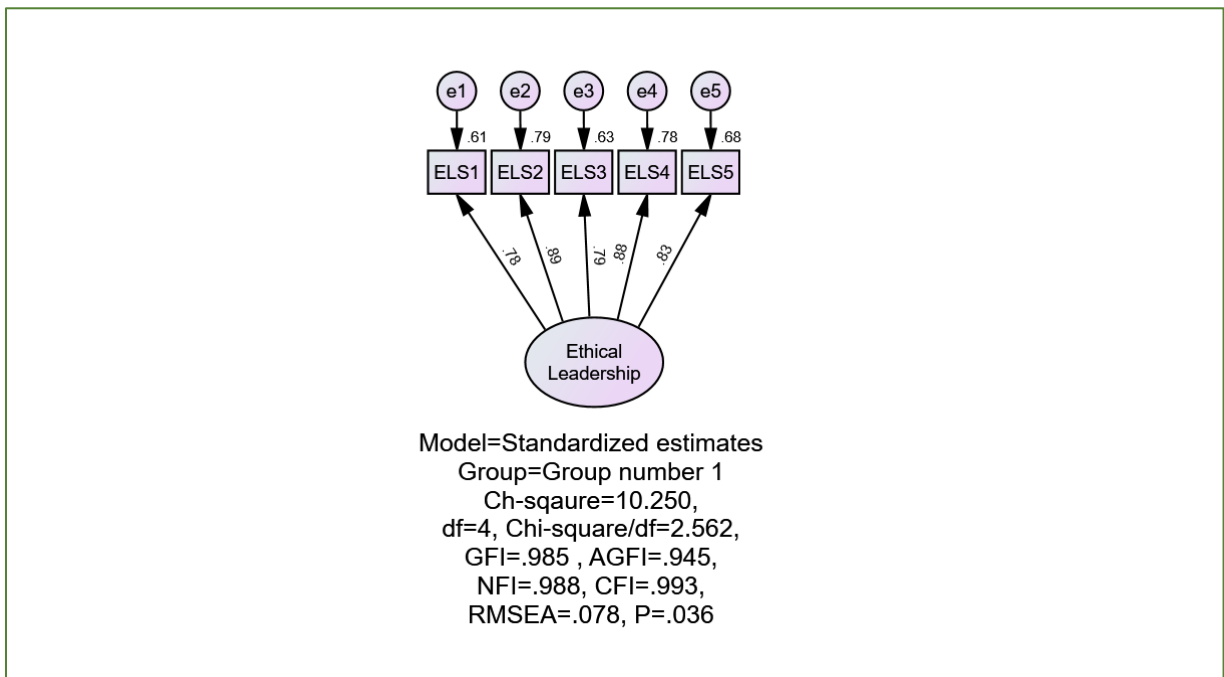 e1 e2 e3 e4 e5
.61 .79 .63 .78 .68
ELS1 ELS2 ELS3 ELS4 ELS5
.78 .89 .79 .88 .83
Ethical
Leadership
Model=Standardized estimates
Group=Group number 1
Ch-sqaure=10.250,
df=4, Chi-square/df=2.562,
GFI=.985 , AGFI=.945,
NFI=.988, CFI=.993,
RMSEA=.078, P=.036